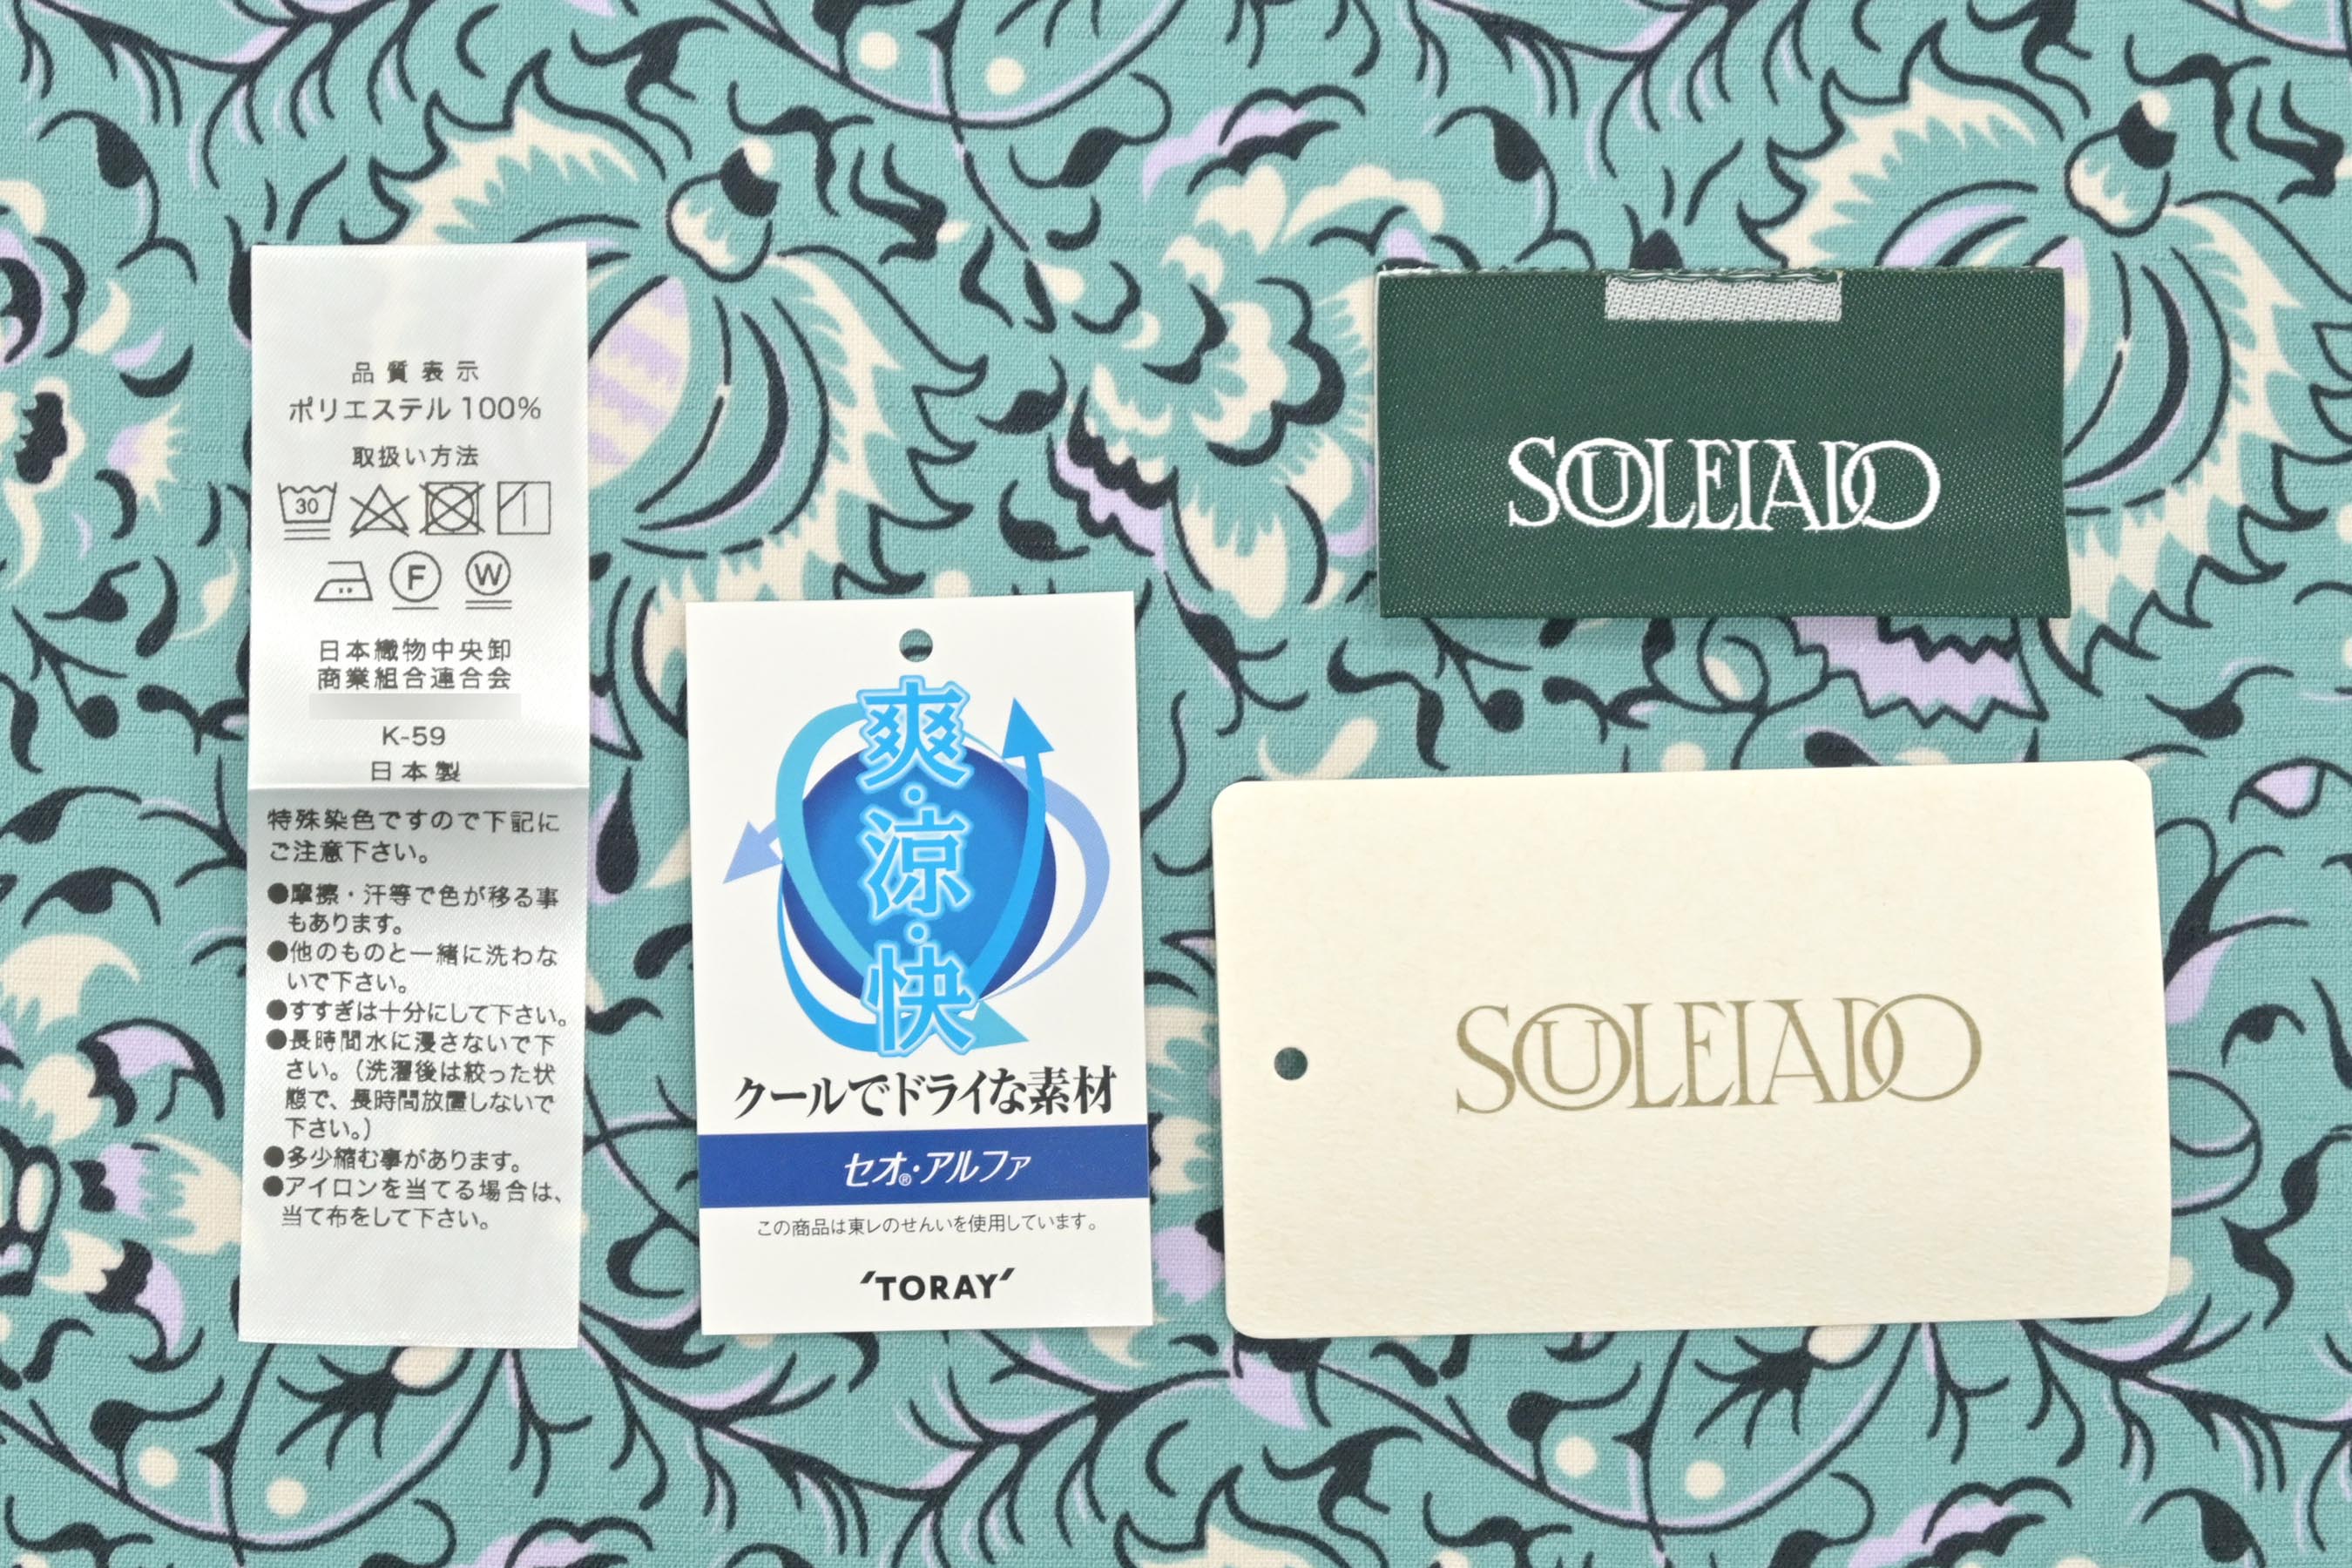 品質表示
ポリエステル100%
取扱い方法
30
F W
日本織物中央卸
商業組合連合会
K-59
日本製
特殊染色ですので下記に
ご注意下さい。
●摩擦・汗等で色が移る事
もあります。
●他のものと一緒に洗わな
いで下さい。
●すすぎは十分にして下さい。
●長時間水に浸さないで下
さい。(洗濯後は絞った状
態で、長時間放置しないで
下さい。)
●多少縮む事があります。
●アイロンを当てる場合は、
当て布をして下さい。
爽・涼・快
クールでドライな素材
セオ®・アルファ
この商品は東レのせんいを使用しています。
'TORAY'
SOULEIADO
SOULEIADO